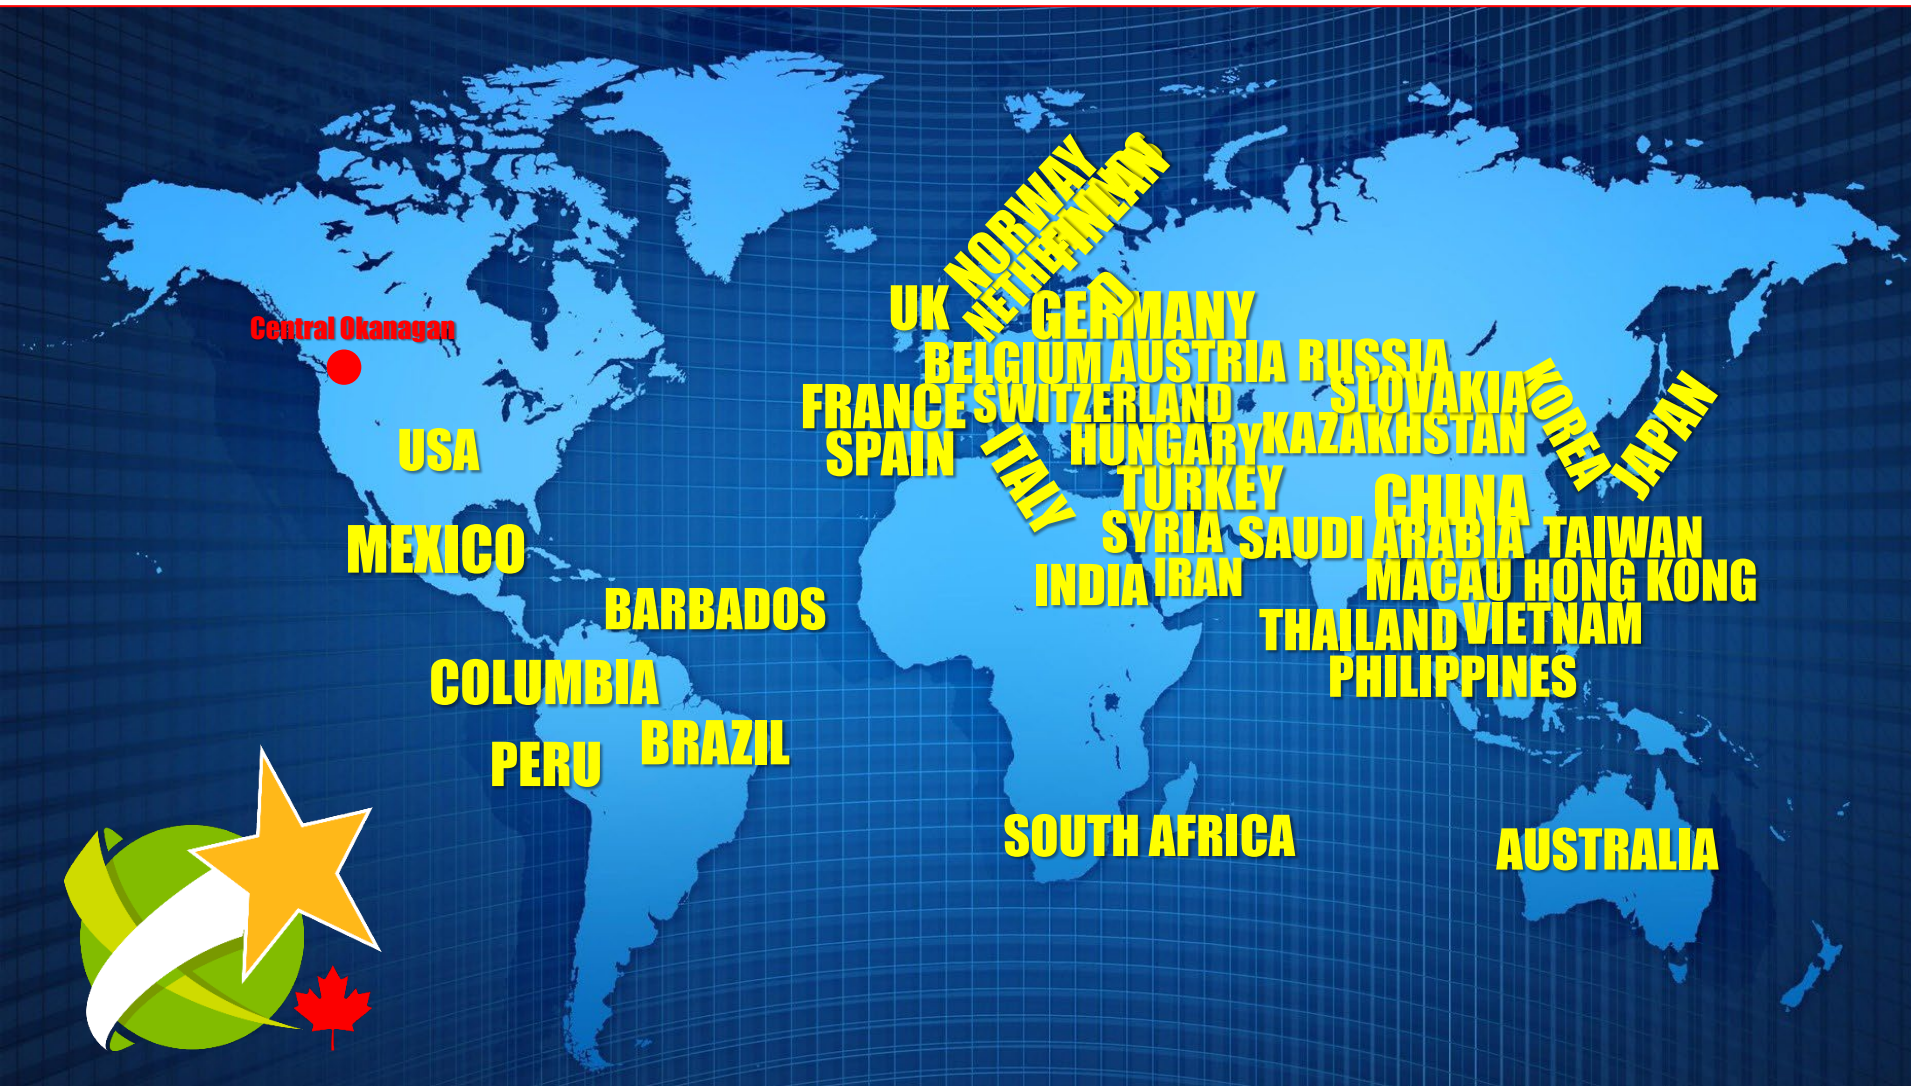 NORWAY
FINLAND
UK
GERMANY
Central Okanagan
BELGIUM AUSTRIA RUSSIA
SLOVAKIA
KOREA
JAPAN
FRANCE SWITZERLAND
USA
SPAIN
ITALY
HUNGARY KAZAKHSTAN
TURKEY
CHINA
MEXICO
SYRIA SAUDI ARABIA TAIWAN
INDIA IRAN
MACAU HONG KONG
BARBADOS
THAILAND VIETNAM
COLUMBIA
PHILIPPINES
PERU
BRAZIL
SOUTH AFRICA
AUSTRALIA